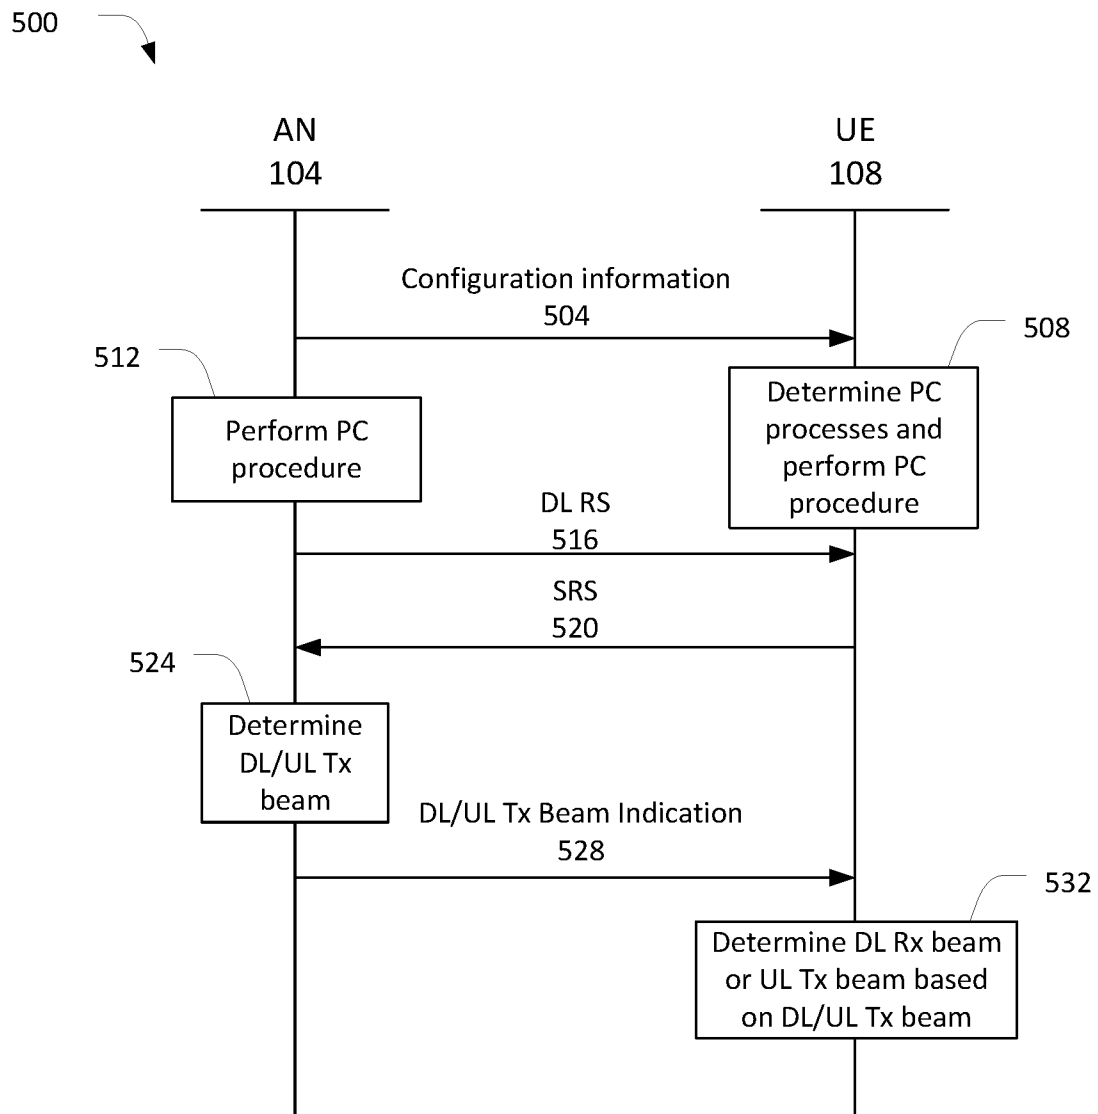 500
AN
104
UE
108
Configuration information
504
508
512
Determine PC
processes and
perform PC
procedure
Perform PC
procedure
DL RS
516
SRS
520
524
Determine
DL/UL Tx
beam
DL/UL Tx Beam Indication
528
532
Determine DL Rx beam
or UL Tx beam based
on DL/UL Tx beam